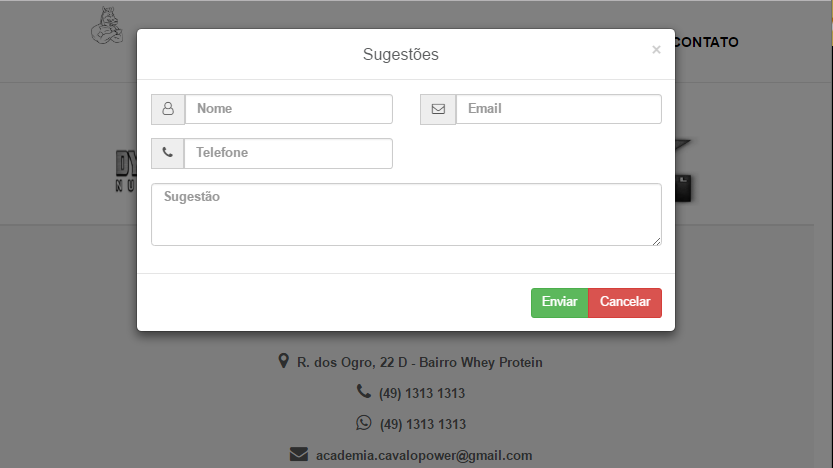 CONTATO
Sugestões ×
Nome
Email
Telefone
Sugestão
Enviar Cancelar
DY
NU
R. dos Ogro, 22 D - Bairro Whey Protein
(49) 1313 1313
(49) 1313 1313
academia.cavalopower@gmail.com